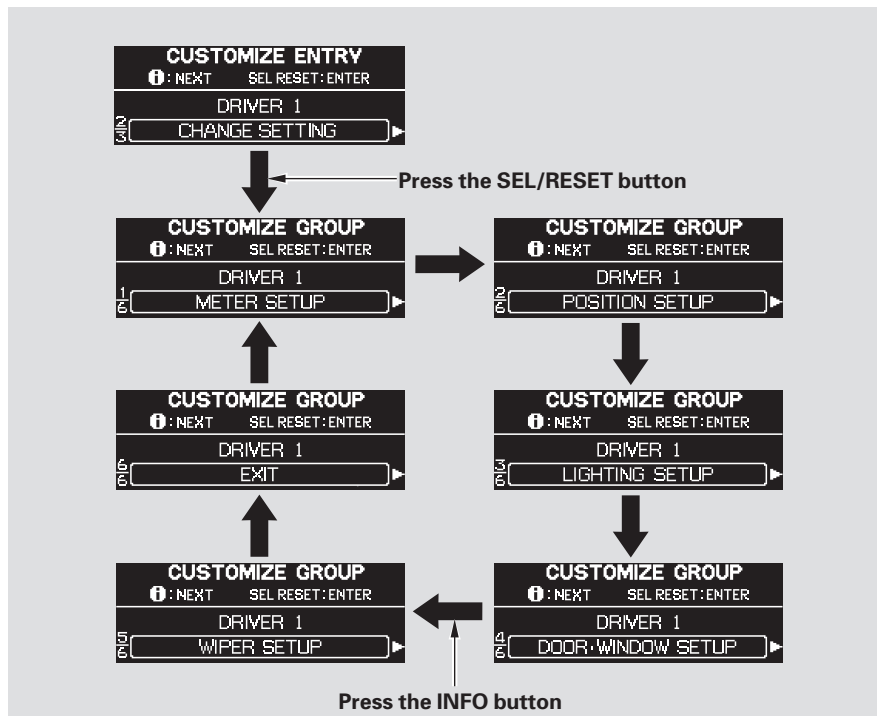 CUSTOMIZE ENTRY
i : NEXT SEL RESET : ENTER
DRIVER 1
2/3 CHANGE SETTING
Press the SEL/RESET button
CUSTOMIZE GROUP
i : NEXT SEL RESET : ENTER
DRIVER 1
1/6 METER SETUP
CUSTOMIZE GROUP
i : NEXT SEL RESET : ENTER
DRIVER 1
2/6 POSITION SETUP
CUSTOMIZE GROUP
i : NEXT SEL RESET : ENTER
DRIVER 1
6/6 EXIT
CUSTOMIZE GROUP
i : NEXT SEL RESET : ENTER
DRIVER 1
3/6 LIGHTING SETUP
CUSTOMIZE GROUP
i : NEXT SEL RESET : ENTER
DRIVER 1
5/6 WIPER SETUP
CUSTOMIZE GROUP
i : NEXT SEL RESET : ENTER
DRIVER 1
4/6 DOOR·WINDOW SETUP
Press the INFO button